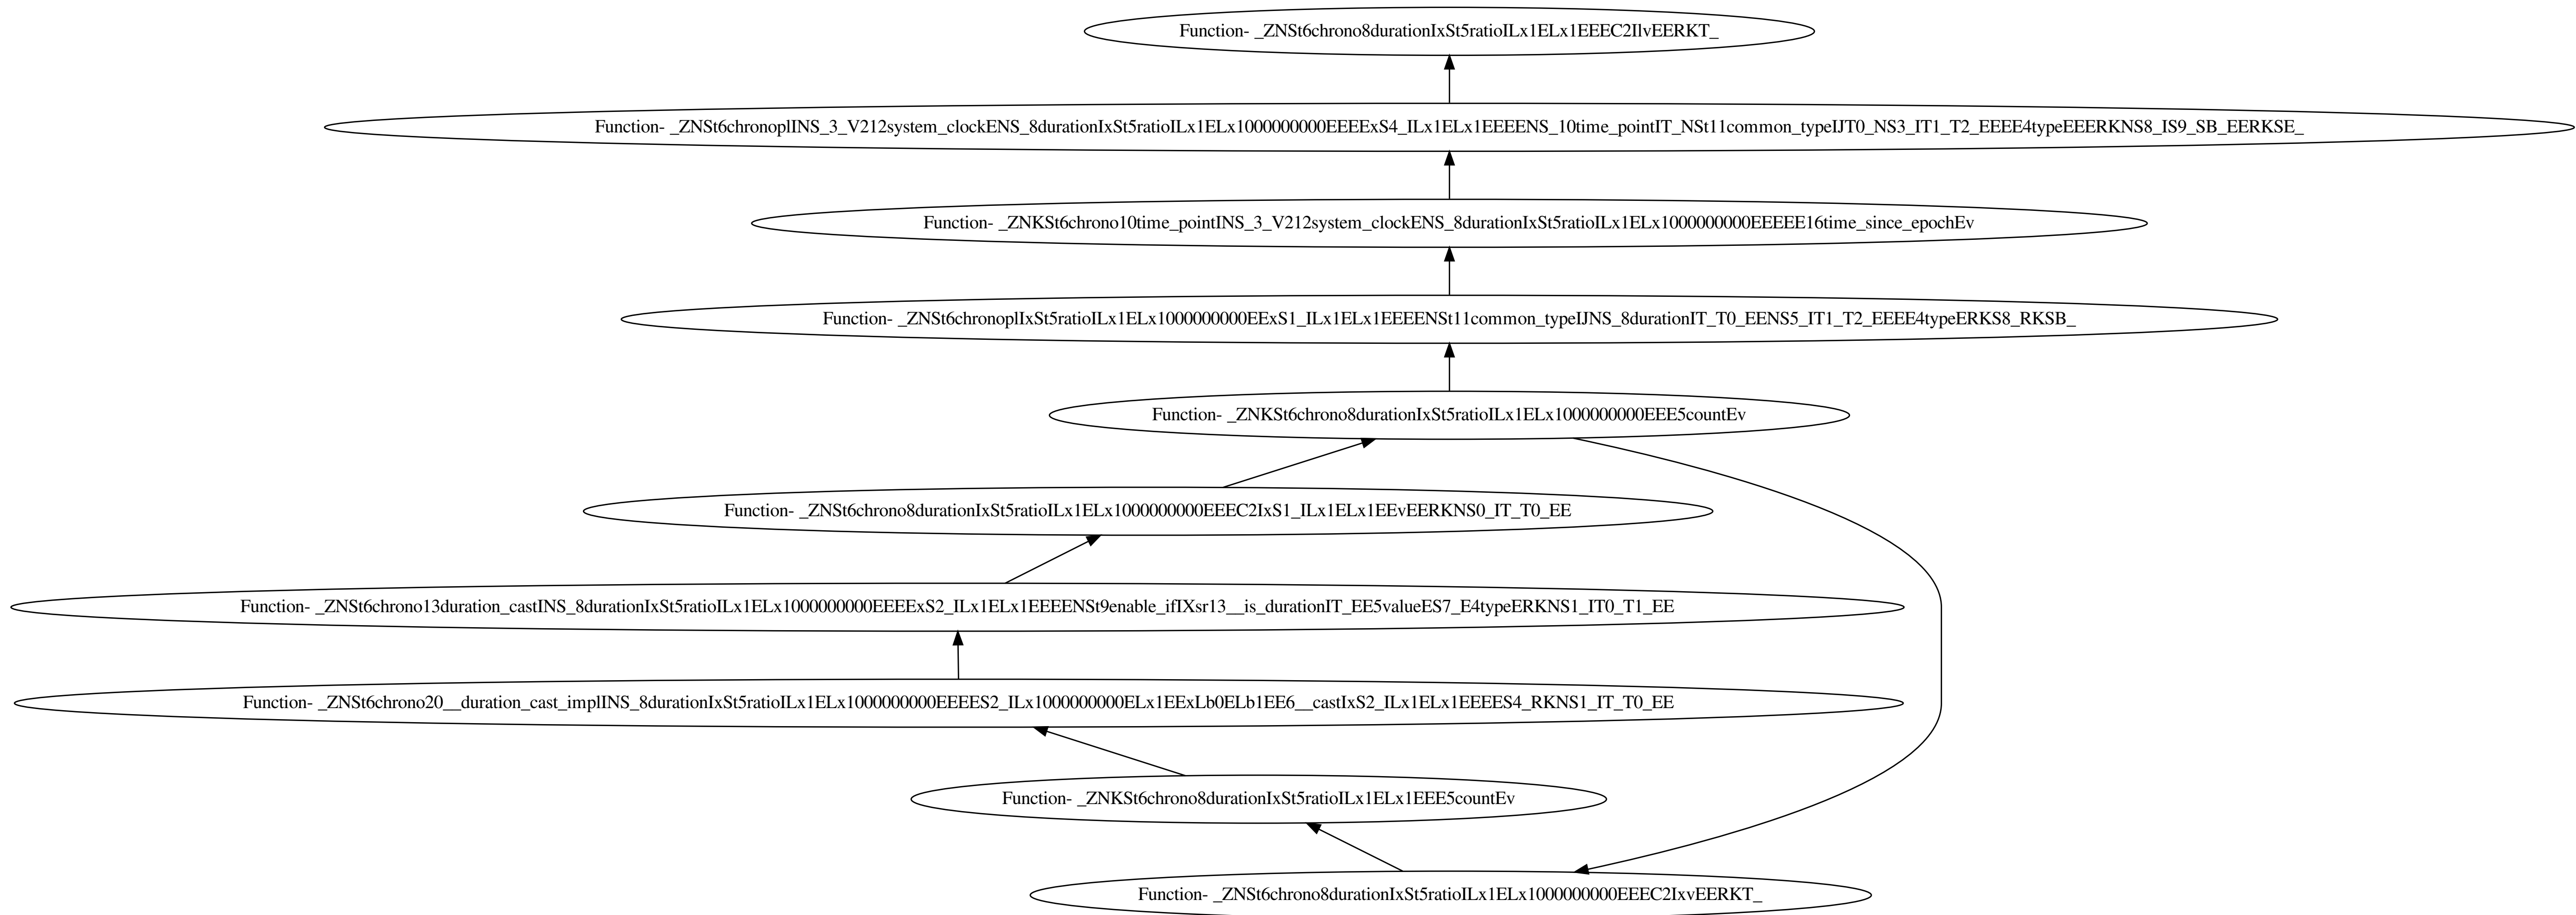 Function- _ZNSt6chrono8durationIxSt5ratioILx1ELx1EEEC2IlvEERKT_
Function- _ZNSt6chronoplINS_3_V212system_clockENS_8durationIxSt5ratioILx1ELx1000000000EEEExS4_ILx1ELx1EEEENS_10time_pointIT_NSt11common_typeIJT0_NS3_IT1_T2_EEEE4typeEEERKNS8_IS9_SB_EERKSE_
Function- _ZNKSt6chrono10time_pointINS_3_V212system_clockENS_8durationIxSt5ratioILx1ELx1000000000EEEEE16time_since_epochEv
Function- _ZNSt6chronoplIxSt5ratioILx1ELx1000000000EExS1_ILx1ELx1EEEENSt11common_typeIJNS_8durationIT_T0_EENS5_IT1_T2_EEEE4typeERKS8_RKSB_
Function- _ZNKSt6chrono8durationIxSt5ratioILx1ELx1000000000EEE5countEv
Function- _ZNSt6chrono8durationIxSt5ratioILx1ELx1000000000EEEC2IxS1_ILx1ELx1EEvEERKNS0_IT_T0_EE
Function- _ZNSt6chrono13duration_castINS_8durationIxSt5ratioILx1ELx1000000000EEEExS2_ILx1ELx1EEEENSt9enable_ifIXsr13__is_durationIT_EE5valueES7_E4typeERKNS1_IT0_T1_EE
Function- _ZNSt6chrono20__duration_cast_implINS_8durationIxSt5ratioILx1ELx1000000000EEEES2_ILx1000000000ELx1EExLb0ELb1EE6__castIxS2_ILx1ELx1EEEES4_RKNS1_IT_T0_EE
Function- _ZNKSt6chrono8durationIxSt5ratioILx1ELx1EEE5countEv
Function- _ZNSt6chrono8durationIxSt5ratioILx1ELx1000000000EEEC2IxvEERKT_